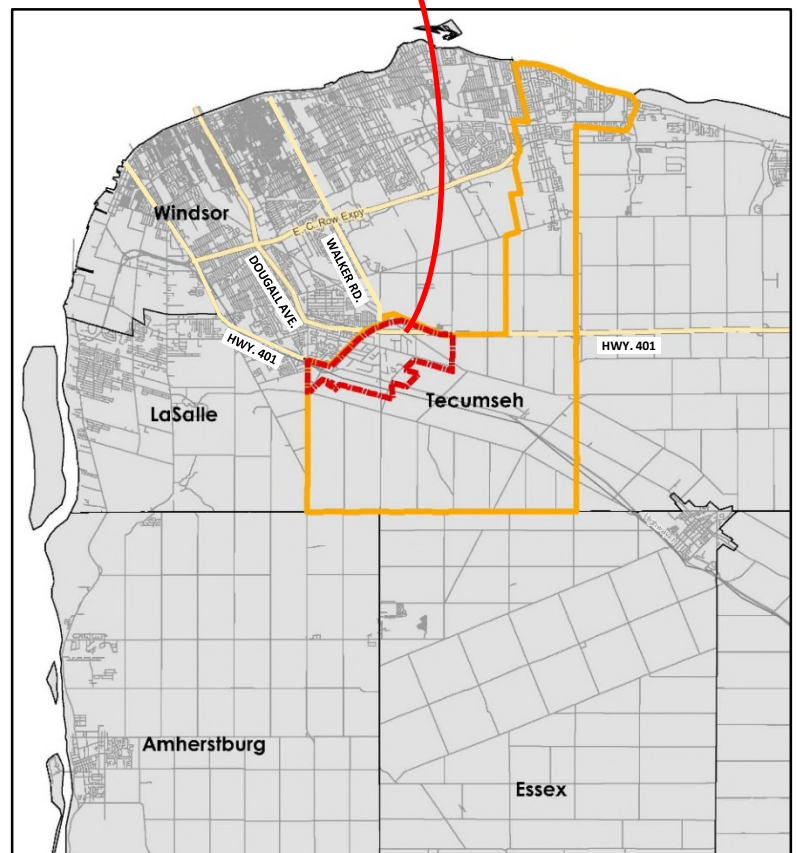 Windsor
E. C. Row Expy
WALKER RD.
DOUGALL AVE.
HWY. 401
HWY. 401
LaSalle
Tecumseh
Amherstburg
Essex